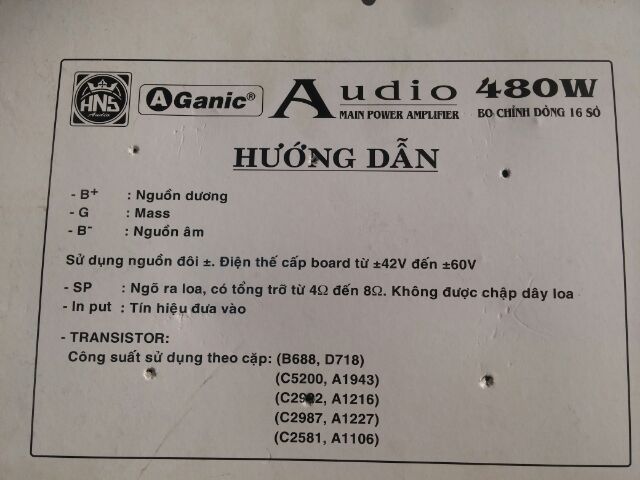 HNS
Audio
AGanic®
Audio
MAIN POWER AMPLIFIER
480W
BO CHỈNH DÒNG 16 SÒ
HƯỚNG DẪN
- B+ : Nguồn dương
- G : Mass
- B- : Nguồn âm
Sử dụng nguồn đôi ±. Điện thế cấp board từ ±42V đến ±60V
- SP : Ngõ ra loa, có tổng trở từ 4Ω đến 8Ω. Không được chập dây loa
- In put : Tín hiệu đưa vào
- TRANSISTOR:
Công suất sử dụng theo cặp: (B688, D718)
(C5200, A1943)
A1216)
(C2987, A1227)
(C2581, A1106)